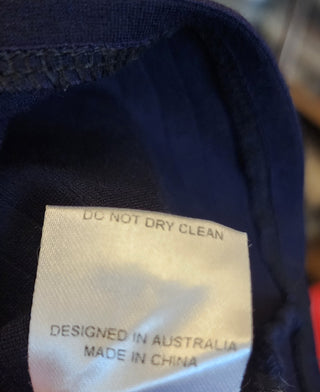 DO NOT DRY CLEAN
DESIGNED IN AUSTRALIA
MADE IN CHINA